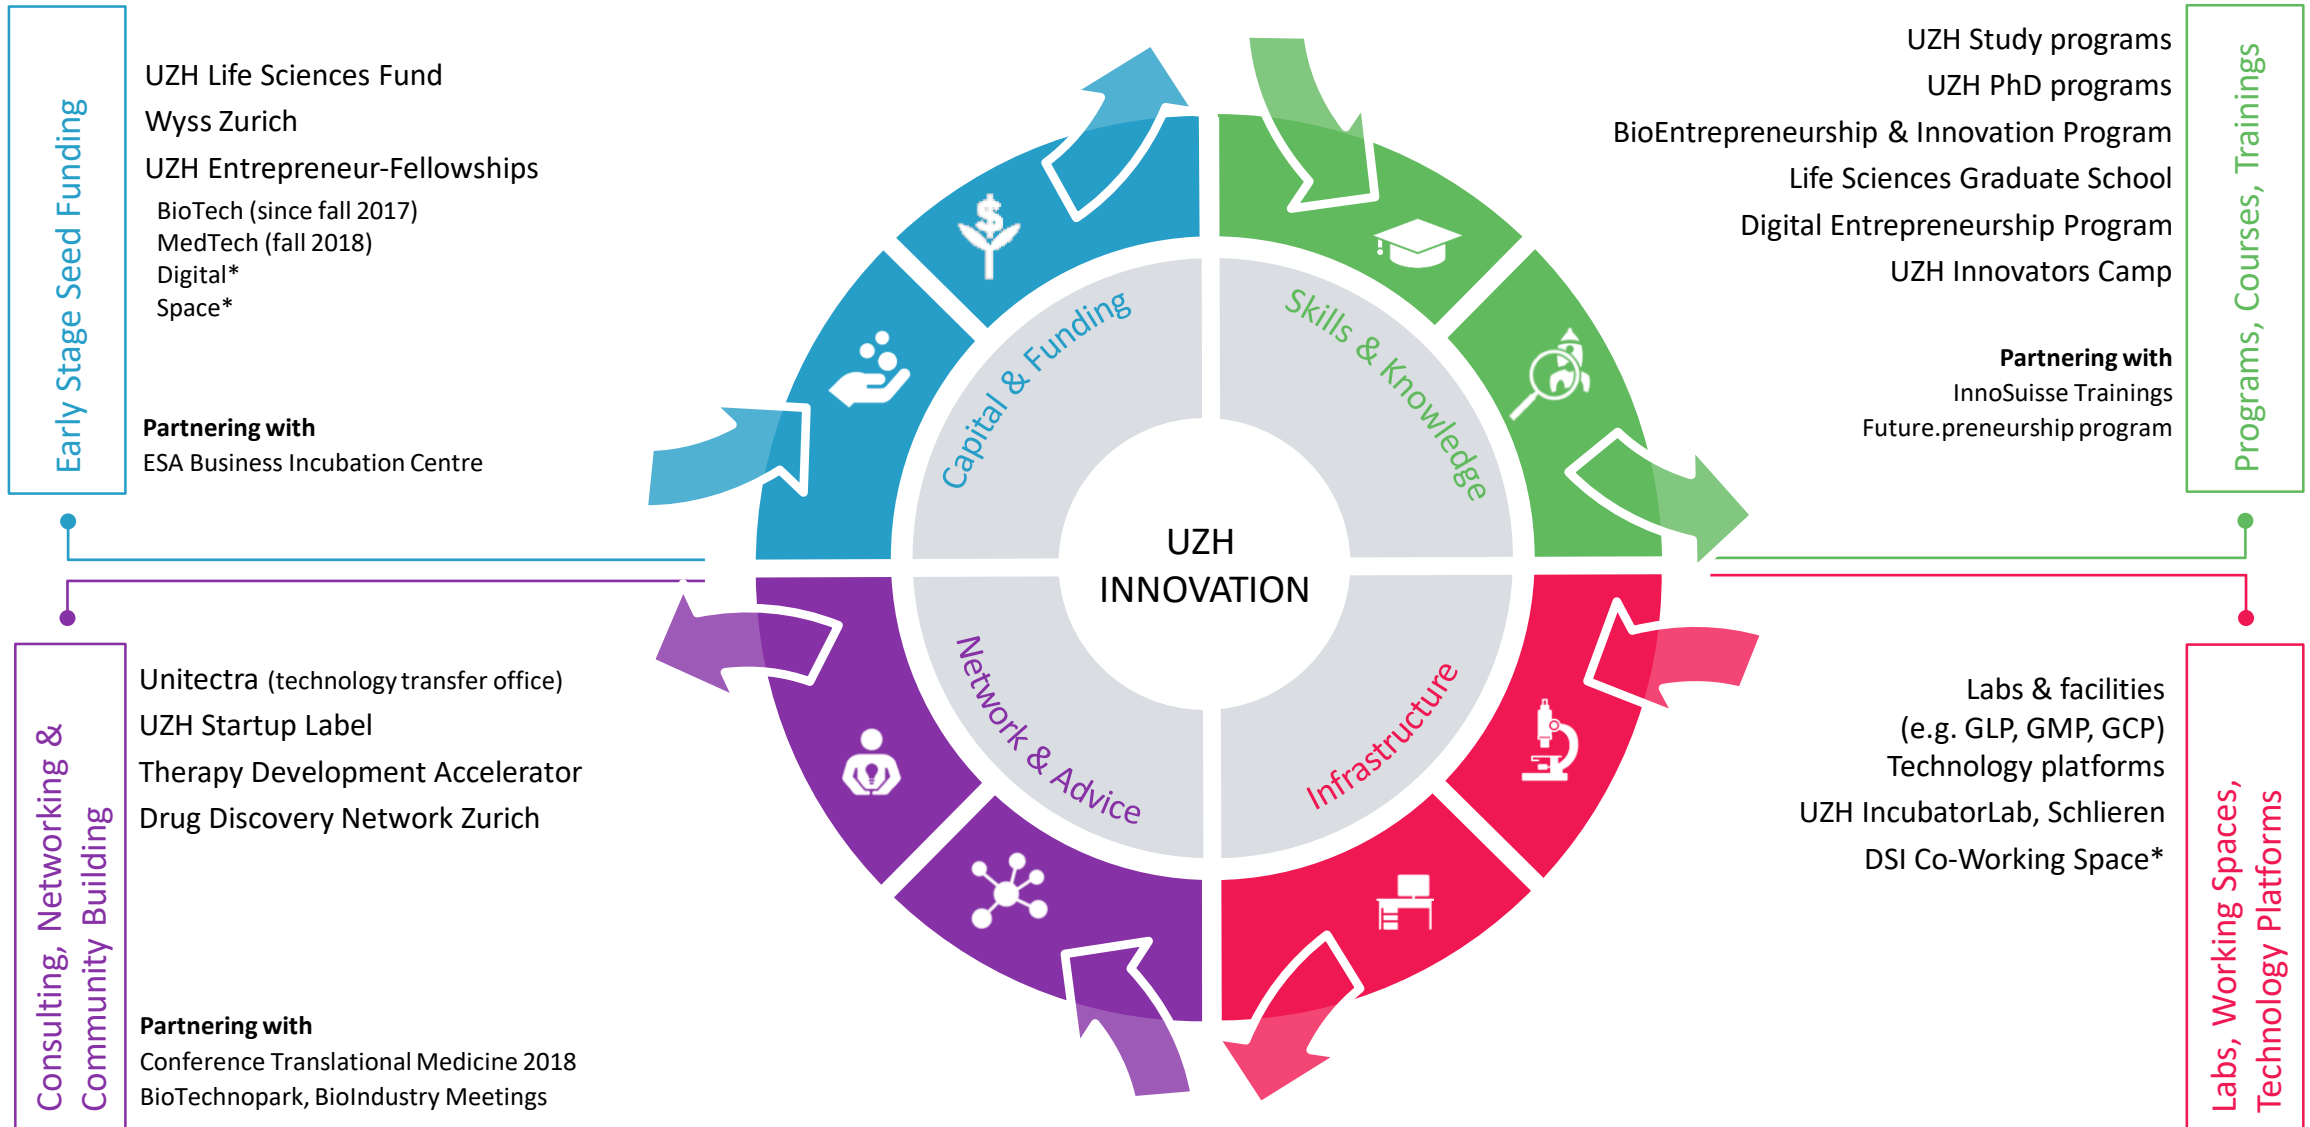 Early Stage Seed Funding
UZH Life Sciences Fund
Wyss Zurich
UZH Entrepreneur-Fellowships
BioTech (since fall 2017)
MedTech (fall 2018)
Digital*
Space*
Partnering with
ESA Business Incubation Centre
Capital & Funding
Skills & Knowledge
UZH
INNOVATION
Network & Advice
Infrastructure
UZH Study programs
UZH PhD programs
BioEntrepreneurship & Innovation Program
Life Sciences Graduate School
Digital Entrepreneurship Program
UZH Innovators Camp
Partnering with
InnoSuisse Trainings
Future.preneurship program
Programs, Courses, Trainings
Consulting, Networking &
Community Building
Unitectra (technology transfer office)
UZH Startup Label
Therapy Development Accelerator
Drug Discovery Network Zurich
Partnering with
Conference Translational Medicine 2018
BioTechnopark, BioIndustry Meetings
Labs & facilities
(e.g. GLP, GMP, GCP)
Technology platforms
UZH IncubatorLab, Schlieren
DSI Co-Working Space*
Labs, Working Spaces,
Technology Platforms